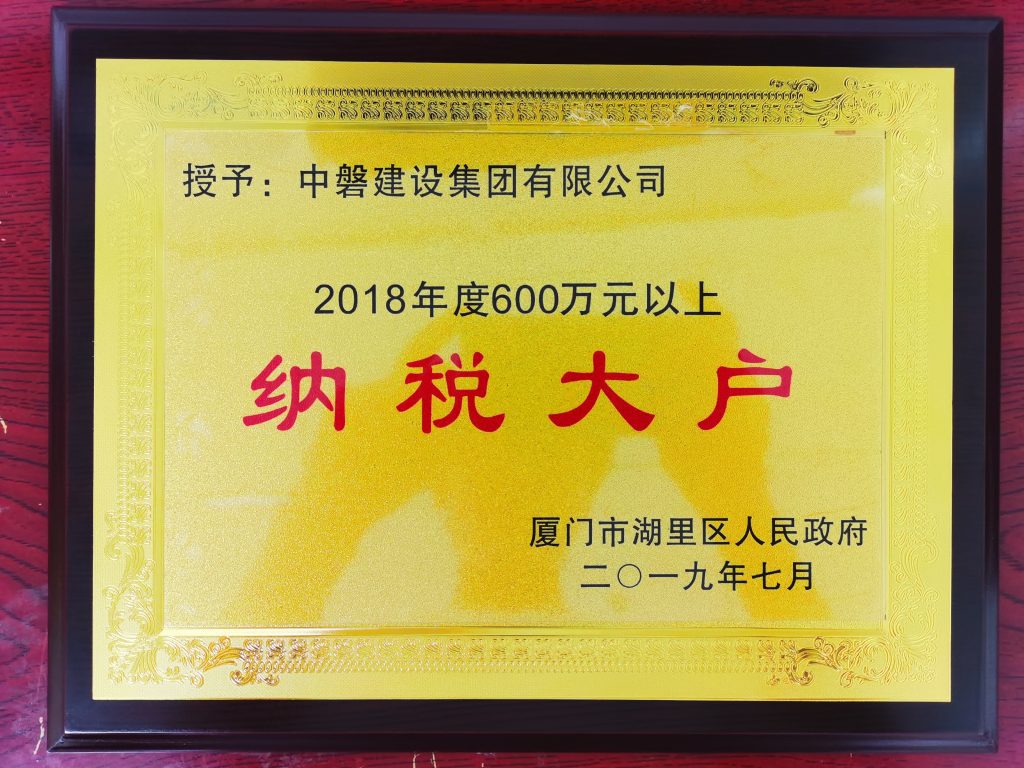 授予：中磐建设集团有限公司
2018年度600万元以上
纳税大户
厦门市湖里区人民政府
二〇一九年七月